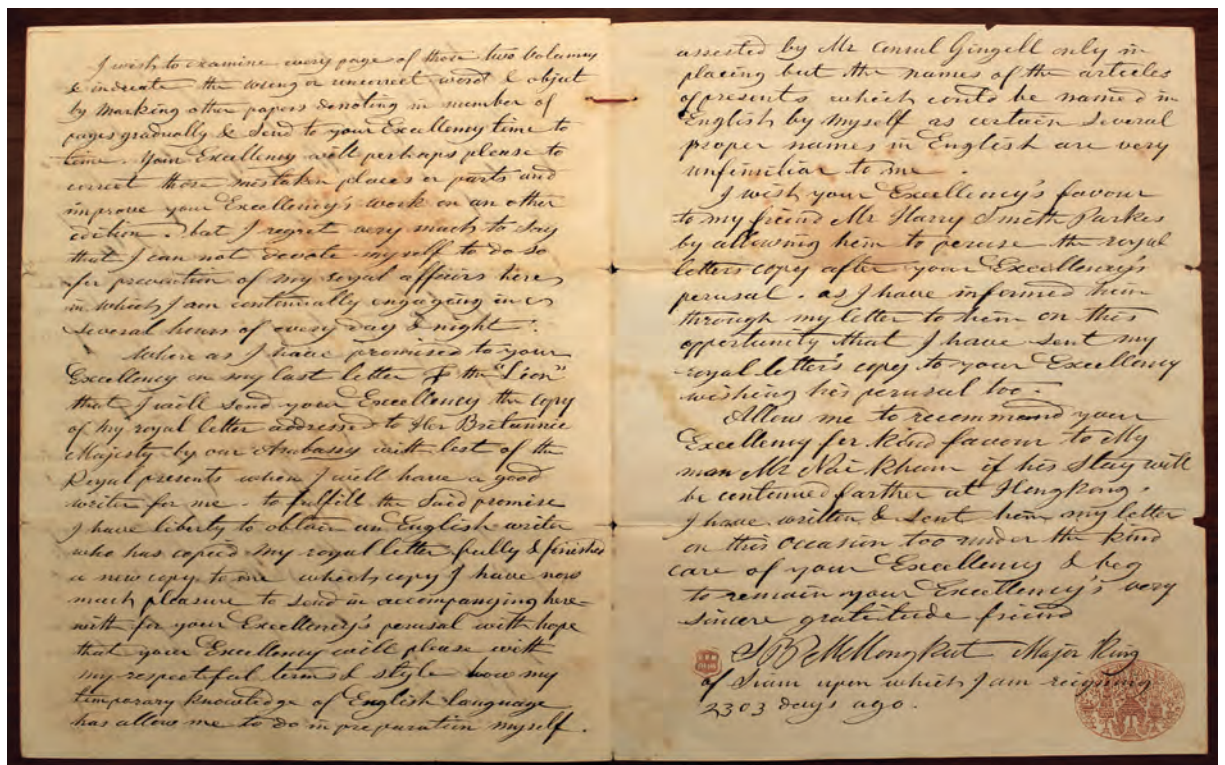 I wish to examine every page of those two Volumes
& indicate the wrong or uncorrect word & object
by marking other papers denoting in number of
pages gradually & Send to your Excellency time to
time. Your Excellency will perhaps please to
correct those mistaken places or parts and
improve your Excellency's work on an other
edition. but I regret very much to Say
that I can not devote myself to do so
for prevention of my royal affairs here
in which I am continually engaging in
Several hours of every day & night.
Where as I have promised to your
Excellency on my last letter the "Lion"
that I will Send your Excellency the copy
of my royal letter addressed to Her Britannic
Majesty by our Ambassy with lest of the
Royal presents when I will have a good
writer for me. to fulfill the Said promise
I have liberty to obtain an English writer
who has copied my royal letter fully & finished
a new copy to me which copy I have now
much pleasure to Send in accompanying here-
with for your Excellency's perusal with hope
that your Excellency will please with
my respectful terms & style how my
temporary knowledge of English language
has allow me to do in preparation myself.
assested by Mr Consul Gingell only in
placing but the names of the articles
of presents which could be named in
English by myself as certain Several
proper names in English are very
unfimiliar to me.
I wish your Excellency's favour
to my friend Mr Harry Smith Parkes
by allowing him to peruse the royal
letters copy after your Excellency's
perusal. as I have informed him
through my letter to him on this
opportunity that I have sent my
royal letter's copy to your Excellency
wishing his perusal too.
Allow me to recommand your
Excellency for kind favour to My
man Mr Nai Kham if his Stay will
be contenued farther at Hong Kong.
I have written & sent him my letter
on this occasion too under the kind
care of your Excellency & beg
to remain your Excellency's very
sincere gratitude friend
S P P M Mongkut Major King
of Siam upon which I am reigning
2303 days ago.